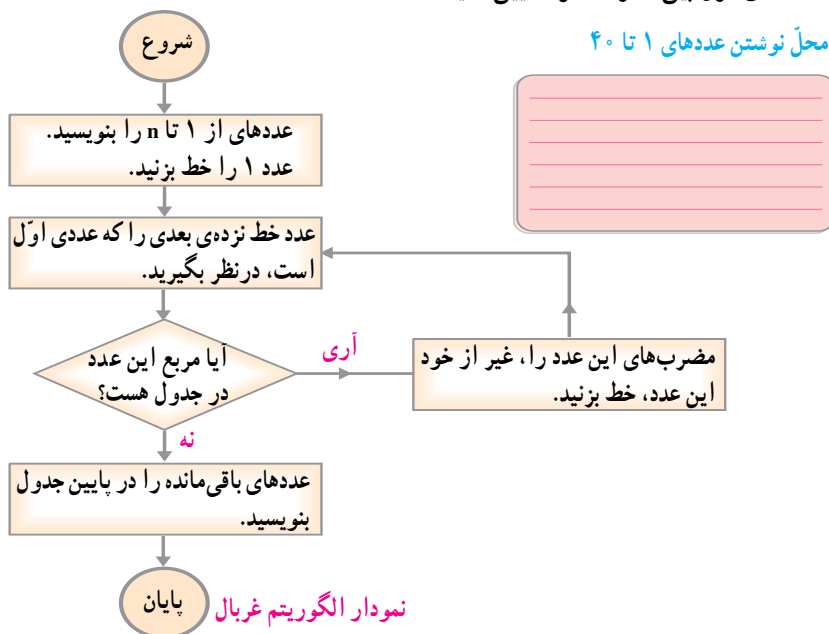 محلّ نوشتن عددهای ۱ تا ۴۰
شروع
عددهای از ۱ تا n را بنویسید.
عدد ۱ را خط بزنید.
عدد خط نزده‌ی بعدی را که عددی اوّل
است، درنظر بگیرید.
آیا مربع این عدد
در جدول هست؟
آری
مضرب‌های این عدد را، غیر از خود
این عدد، خط بزنید.
نه
عددهای باقی‌مانده را در پایین جدول
بنویسید.
پایان
نمودار الگوریتم غربال